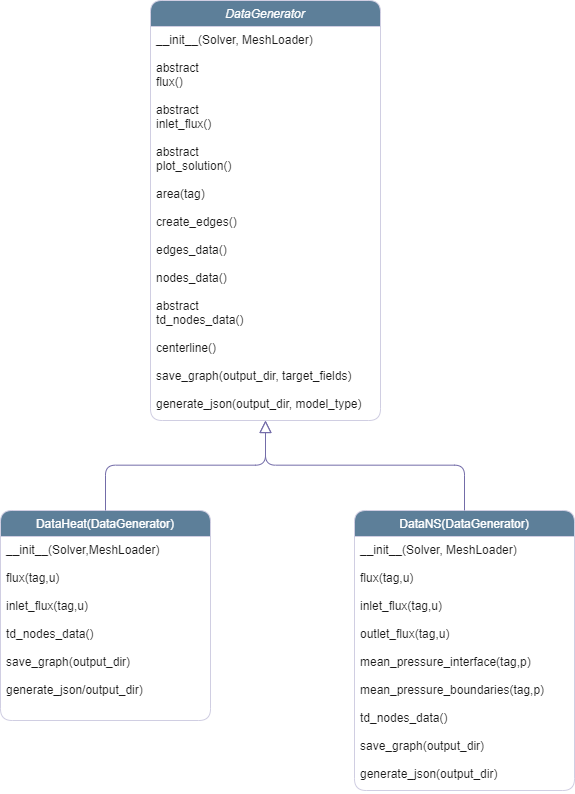 DataGenerator
__init__(Solver, MeshLoader)
abstract
flux()
abstract
inlet_flux()
abstract
plot_solution()
area(tag)
create_edges()
edges_data()
nodes_data()
abstract
td_nodes_data()
centerline()
save_graph(output_dir, target_fields)
generate_json(output_dir, model_type)
DataHeat(DataGenerator)
__init__(Solver,MeshLoader)
flux(tag,u)
inlet_flux(tag,u)
td_nodes_data()
save_graph(output_dir)
generate_json/output_dir)
DataNS(DataGenerator)
__init__(Solver, MeshLoader)
flux(tag,u)
inlet_flux(tag,u)
outlet_flux(tag,u)
mean_pressure_interface(tag,p)
mean_pressure_boundaries(tag,p)
td_nodes_data()
save_graph(output_dir)
generate_json(output_dir)